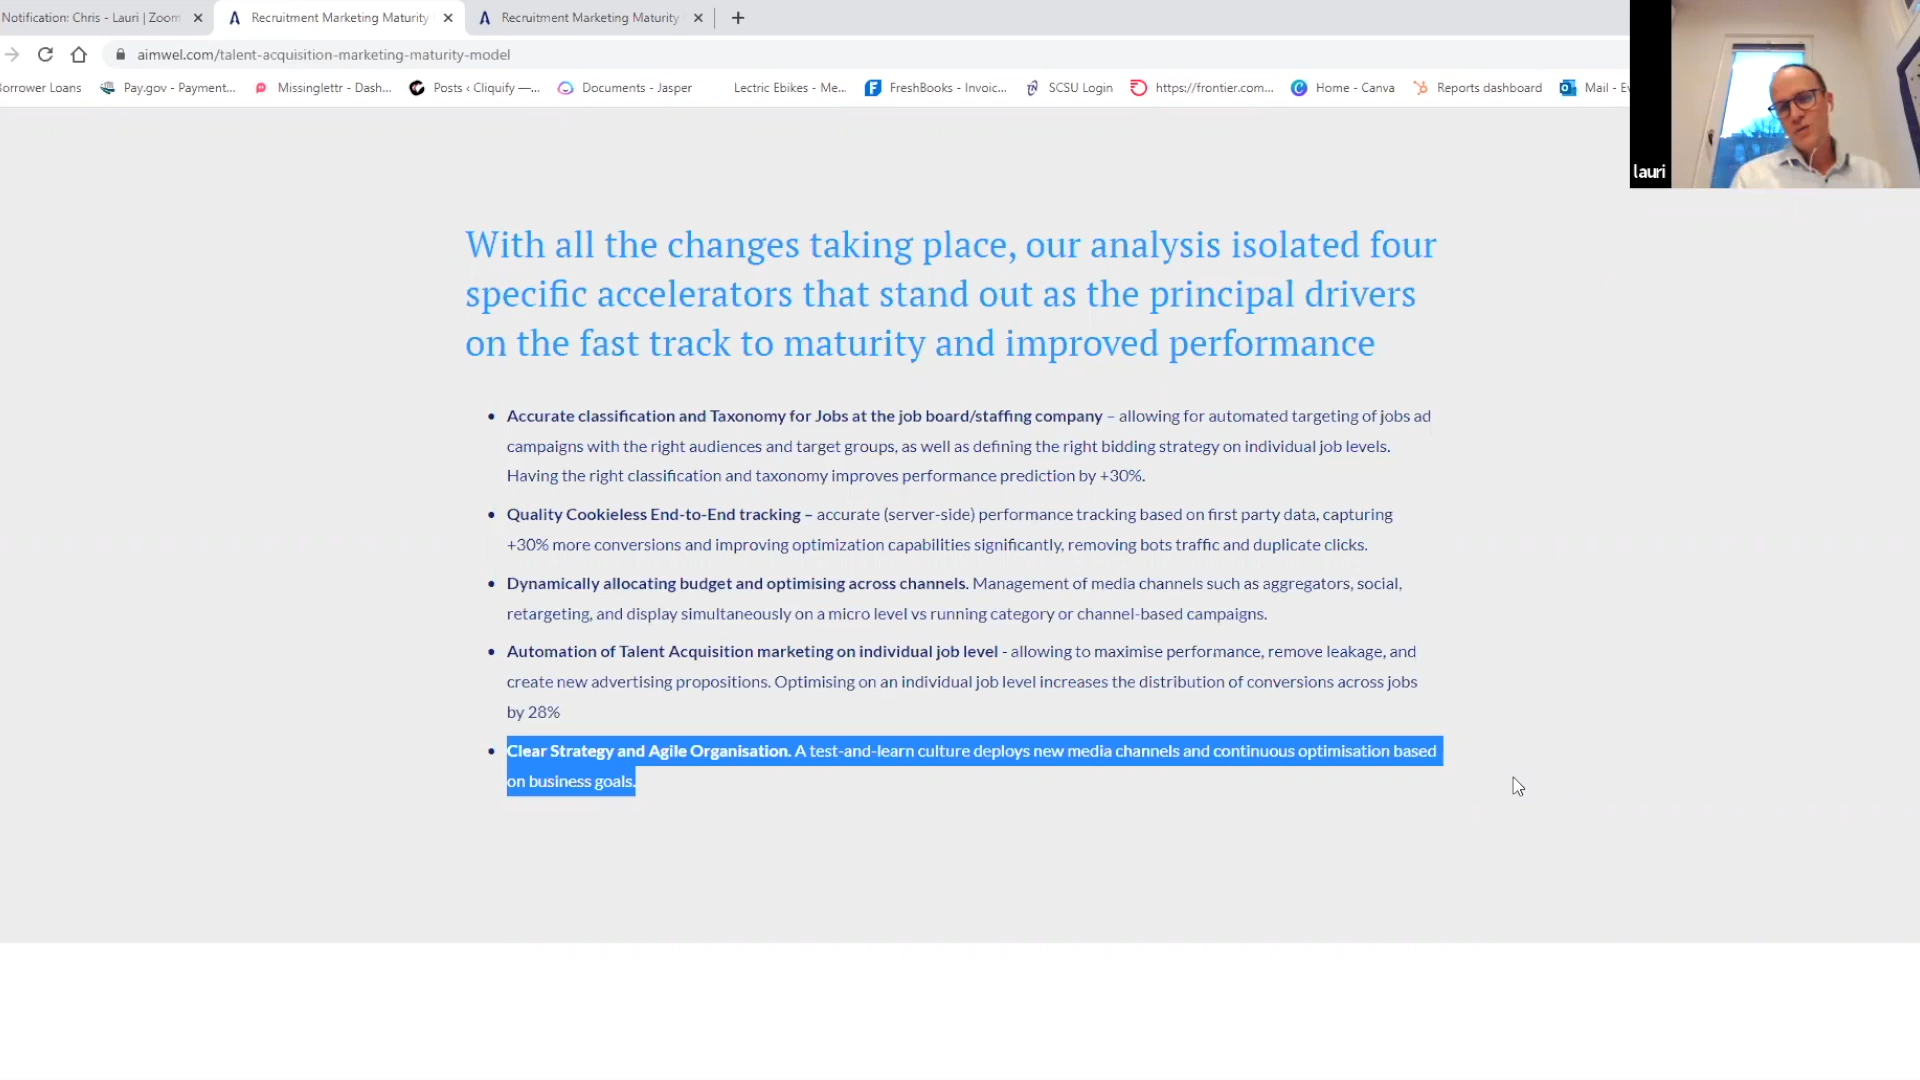 Notification: Chris - Lauri | Zoom
Recruitment Marketing Maturity
Recruitment Marketing Maturity
aimwel.com/talent-acquisition-marketing-maturity-model
orrower Loans
Pay.gov - Payment...
Missinglettr - Dash...
Posts ‹ Cliquify —...
Documents - Jasper
Lectric Ebikes - Me...
FreshBooks - Invoic...
SCSU Login
https://frontier.com...
Home - Canva
Reports dashboard
Mail - Ev
lauri
With all the changes taking place, our analysis isolated four
specific accelerators that stand out as the principal drivers
on the fast track to maturity and improved performance
• Accurate classification and Taxonomy for Jobs at the job board/staffing company – allowing for automated targeting of jobs ad
campaigns with the right audiences and target groups, as well as defining the right bidding strategy on individual job levels.
Having the right classification and taxonomy improves performance prediction by +30%.
• Quality Cookieless End-to-End tracking – accurate (server-side) performance tracking based on first party data, capturing
+30% more conversions and improving optimization capabilities significantly, removing bots traffic and duplicate clicks.
• Dynamically allocating budget and optimising across channels. Management of media channels such as aggregators, social,
retargeting, and display simultaneously on a micro level vs running category or channel-based campaigns.
• Automation of Talent Acquisition marketing on individual job level - allowing to maximise performance, remove leakage, and
create new advertising propositions. Optimising on an individual job level increases the distribution of conversions across jobs
by 28%
• Clear Strategy and Agile Organisation. A test-and-learn culture deploys new media channels and continuous optimisation based
on business goals.